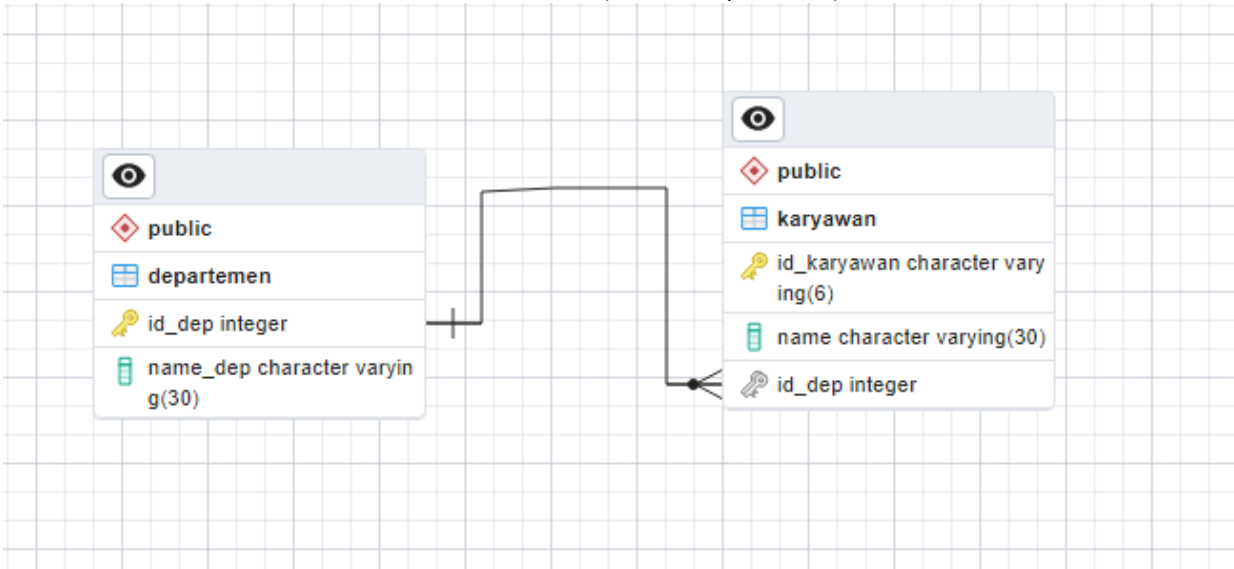 public
departemen
id_dep integer
name_dep character varyin
g(30)
public
karyawan
id_karyawan character vary
ing(6)
name character varying(30)
id_dep integer